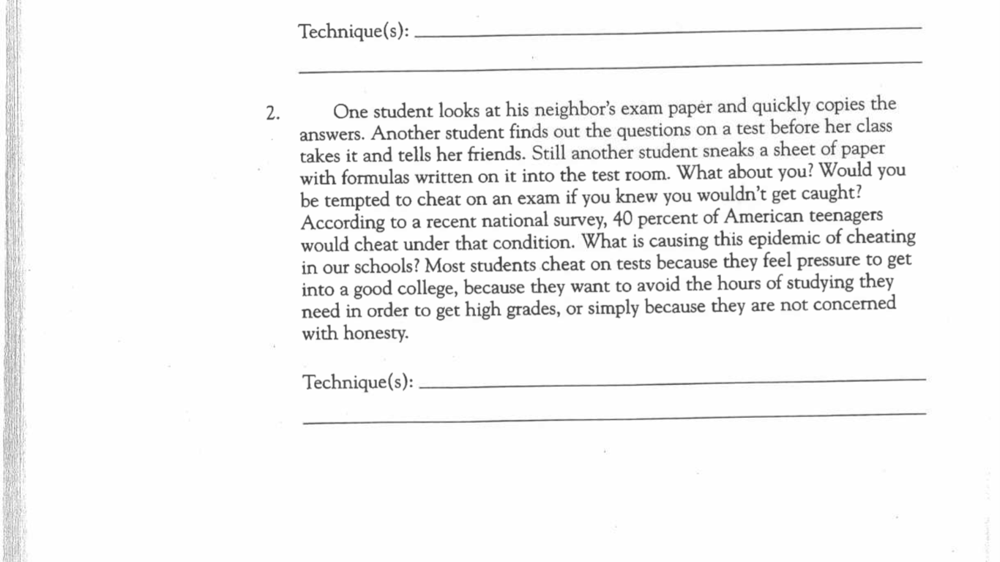 Technique(s):
2. One student looks at his neighbor's exam paper and quickly copies the
answers. Another student finds out the questions on a test before her class
takes it and tells her friends. Still another student sneaks a sheet of paper
with formulas written on it into the test room. What about you? Would you
be tempted to cheat on an exam if you knew you wouldn't get caught?
According to a recent national survey, 40 percent of American teenagers
would cheat under that condition. What is causing this epidemic of cheating
in our schools? Most students cheat on tests because they feel pressure to get
into a good college, because they want to avoid the hours of studying they
need in order to get high grades, or simply because they are not concerned
with honesty.
Technique(s):